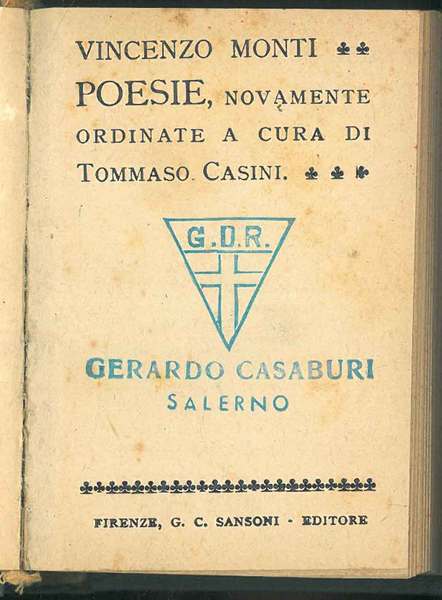 VINCENZO MONTI
POESIE, NOVAMENTE
ORDINATE A CURA DI
TOMMASO CASINI.
G.D.R.
GERARDO CASABURI
SALERNO
FIRENZE, G. C. SANSONI - EDITORE